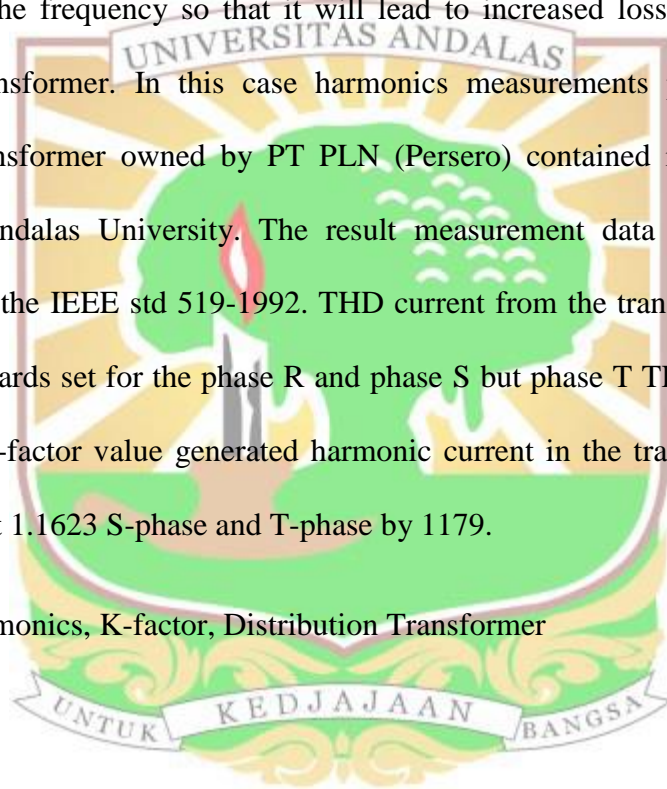 he frequency so that it will lead to increased loss
UNIVERSITAS ANDALAS
nsformer. In this case harmonics measurements
nsformer owned by PT PLN (Persero) contained
ndalas University. The result measurement data
the IEEE std 519-1992. THD current from the tran
ards set for the phase R and phase S but phase T T
-factor value generated harmonic current in the tra
1.1623 S-phase and T-phase by 1179.
monics, K-factor, Distribution Transformer
UNTUK KEDJAJAAN BANGSA